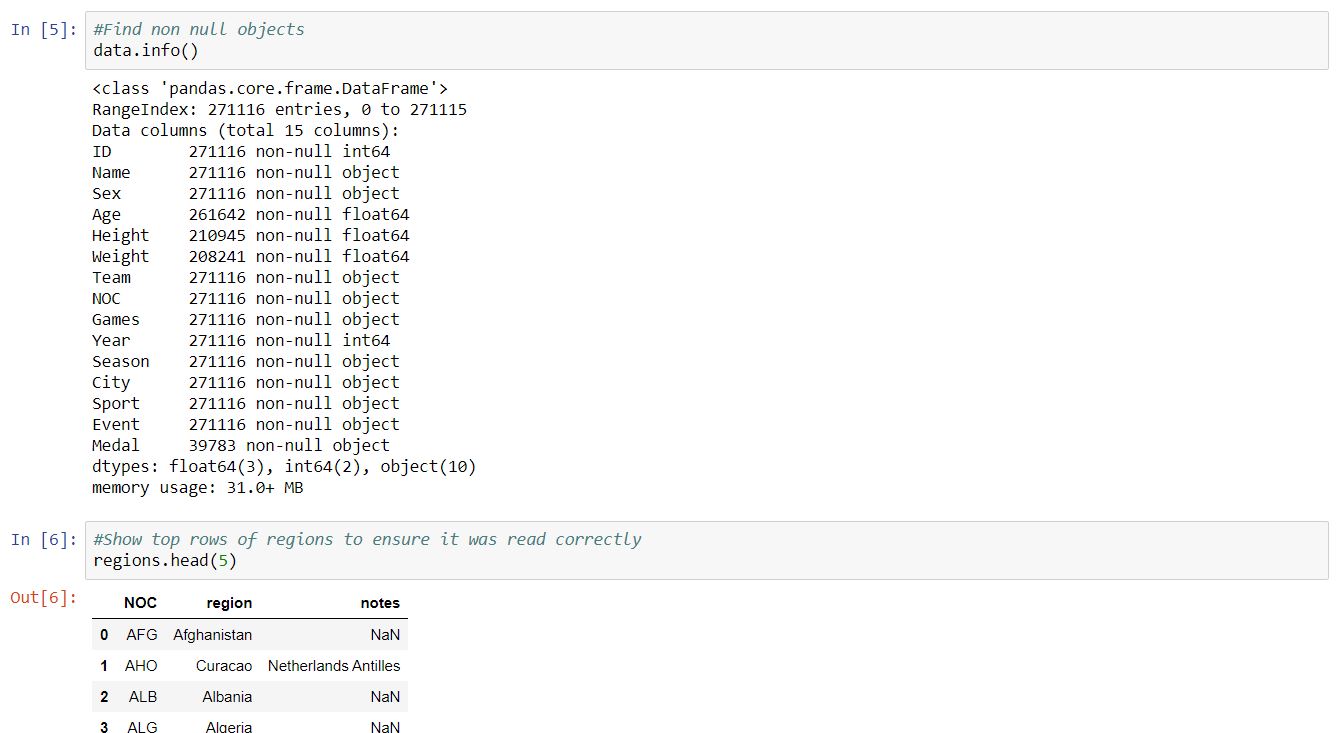 In [5]: #Find non null objects
data.info()
<class 'pandas.core.frame.DataFrame'>
RangeIndex: 271116 entries, 0 to 271115
Data columns (total 15 columns):
ID        271116 non-null int64
Name      271116 non-null object
Sex       271116 non-null object
Age       261642 non-null float64
Height    210945 non-null float64
Weight    208241 non-null float64
Team      271116 non-null object
NOC       271116 non-null object
Games     271116 non-null object
Year      271116 non-null int64
Season    271116 non-null object
City      271116 non-null object
Sport     271116 non-null object
Event     271116 non-null object
Medal     39783 non-null object
dtypes: float64(3), int64(2), object(10)
memory usage: 31.0+ MB
In [6]: #Show top rows of regions to ensure it was read correctly
regions.head(5)
Out[6]: NOC region notes
0 AFG Afghanistan NaN
1 AHO Curacao Netherlands Antilles
2 ALB Albania NaN
3 ALG Algeria NaN